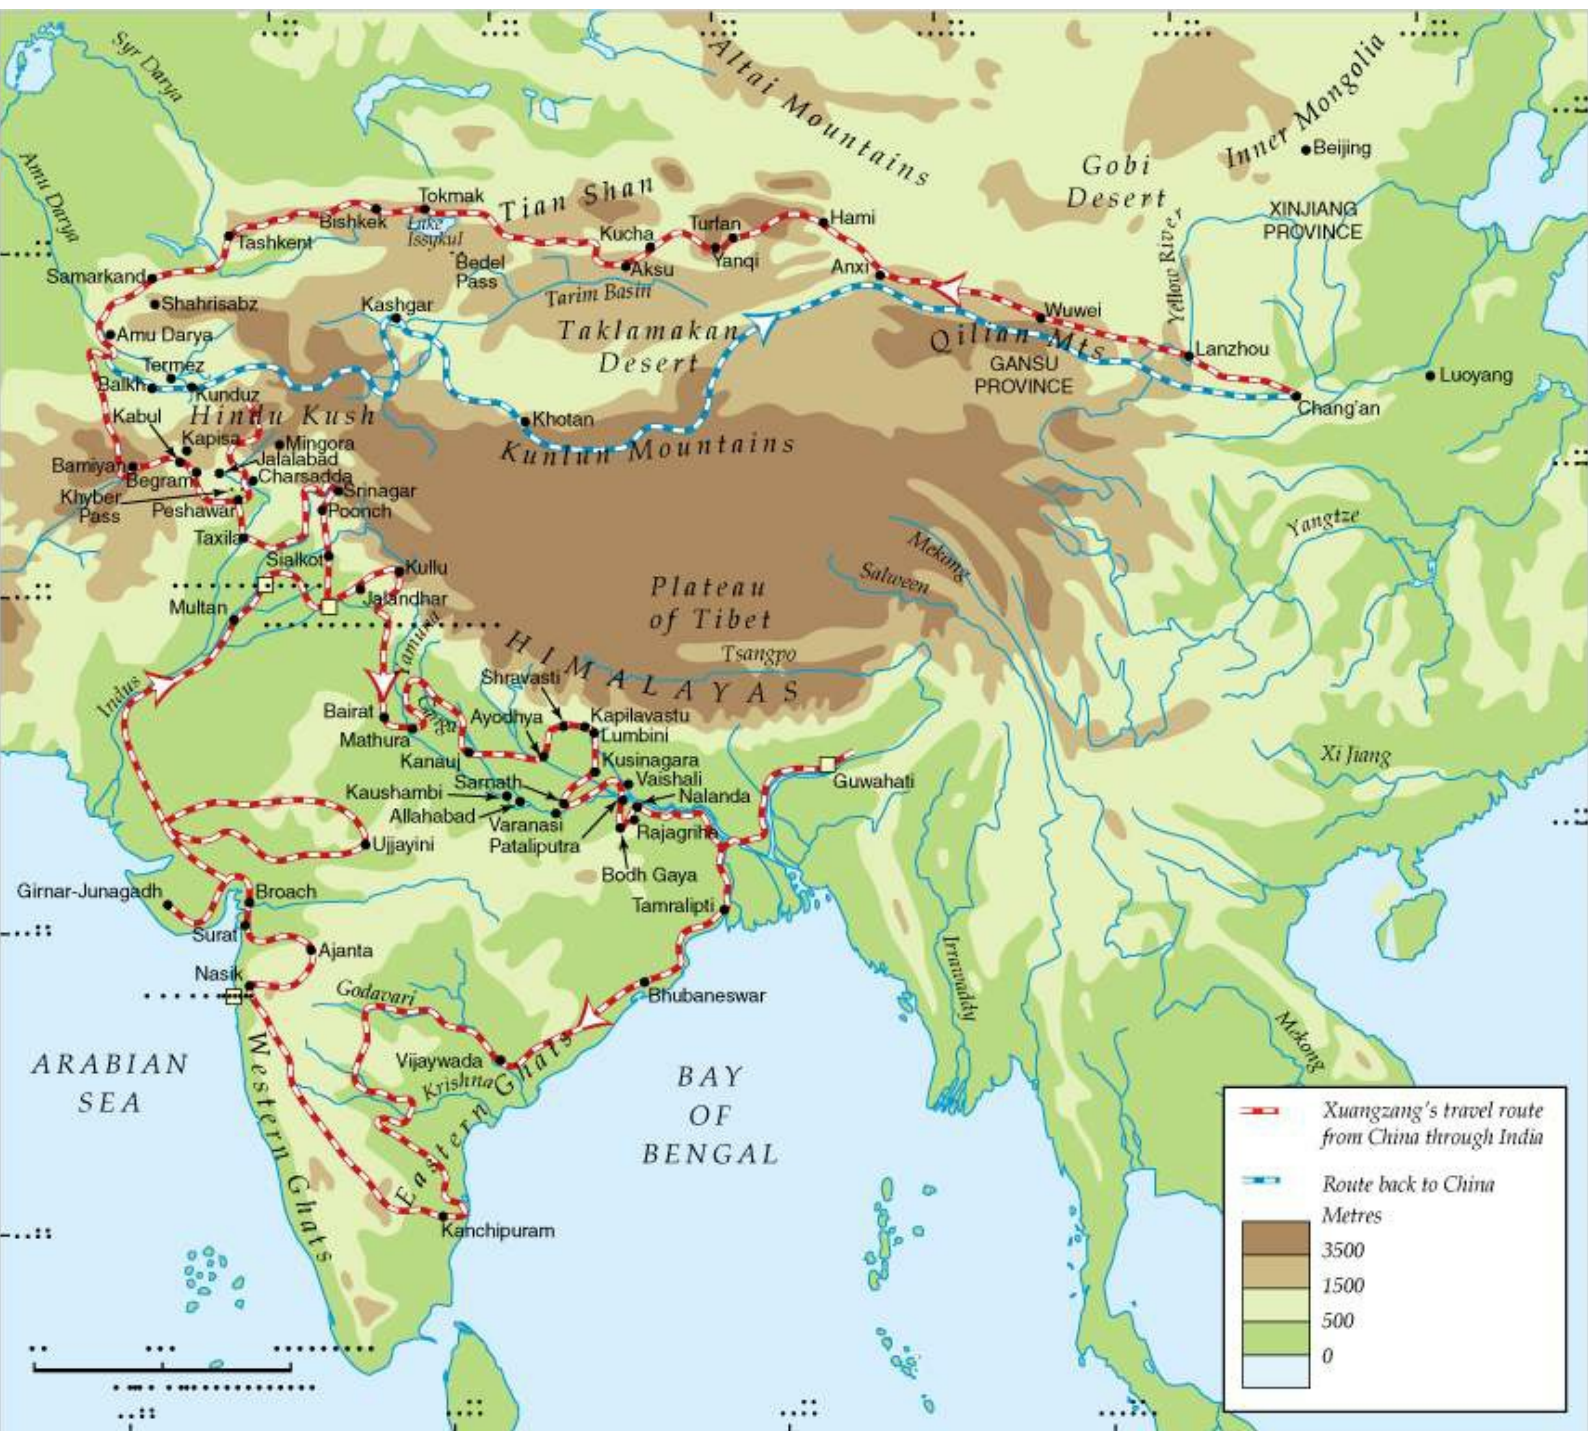 Syr Darya
Altai Mountains
Inner Mongolia
Beijing
Amu Darya
Gobi
Desert
Tokmak
Tian Shan
Bishkek
Lake
Issykul
Tashkent
Kucha
Turfan
Hami
Yanqi
XINJIANG
PROVINCE
Yellow River
Samarkand
Bedel
Pass
Aksu
Anxi
Shahrisabz
Tarim Basin
Kashgar
Wuwei
Amu Darya
Taklamakan
Desert
Qilian Mts
Lanzhou
GANSU
PROVINCE
Termez
Balkh
Kunduz
Luoyang
Chang'an
Kabul
Hindu Kush
Khotan
Kapisa
Mingora
Kunlun Mountains
Bamiyan
Jalalabad
Begram
Charsadda
Khyber
Pass
Srinagar
Peshawar
Poonch
Taxila
Yangtze
Mekong
Sialkot
Kullu
Salween
Plateau
of Tibet
Multan
Jalandhar
Yamuna
HIMALAYAS
Tsangpo
Indus
Shravasti
Ganga
Bairat
Ayodhya
Kapilavastu
Lumbini
Mathura
Kanauj
Kusinagara
Xi Jiang
Sarnath
Vaishali
Guwahati
Kaushambi
Nalanda
Allahabad
Varanasi
Rajagriha
Pataliputra
Ujjayini
Bodh Gaya
Girnar-Junagadh
Broach
Tamralipti
Surat
Ajanta
Irrawaddy
Nasik
Godavari
Bhubaneswar
Mekong
ARABIAN
SEA
Western Ghats
Vijaywada
Krishna
Eastern Ghats
BAY
OF
BENGAL
Kanchipuram
Xuangzang's travel route
from China through India
Route back to China
Metres
3500
1500
500
0